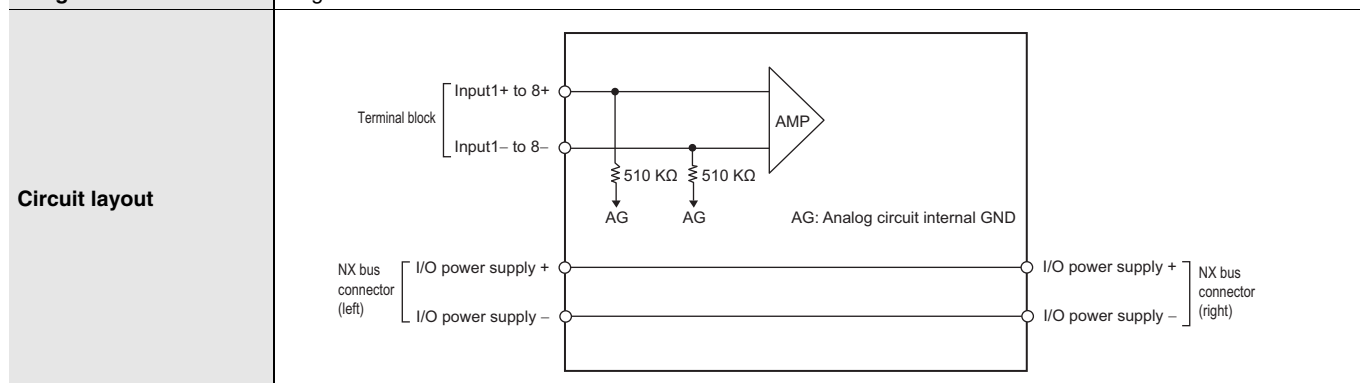 Circuit layout
Input1+ to 8+
Terminal block
AMP
Input1– to 8–
510 KΩ 510 KΩ
AG AG AG: Analog circuit internal GND
NX bus
connector
(left)
I/O power supply +
I/O power supply –
I/O power supply +
I/O power supply –
NX bus
connector
(right)